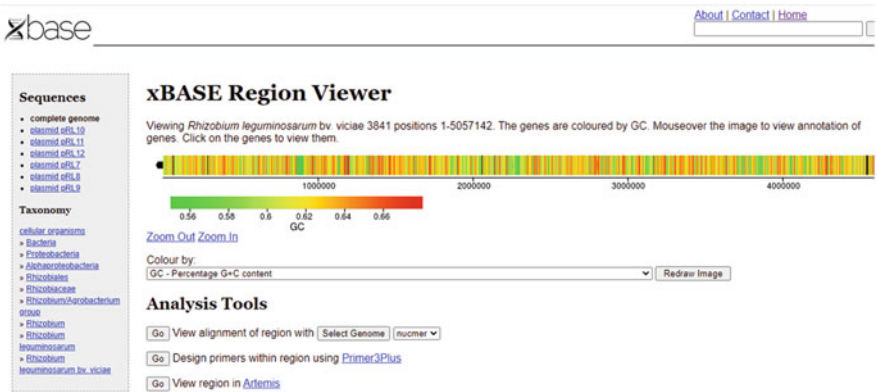 About | Contact | Home
xbase
Sequences
• complete genome
• plasmid pRL10
• plasmid pRL11
• plasmid pRL12
• plasmid pRL7
• plasmid pRL8
• plasmid pRL9
Taxonomy
cellular organisms
» Bacteria
» Proteobacteria
» Alphaproteobacteria
» Rhizobiales
» Rhizobiaceae
» Rhizobium/Agrobacterium
group
» Rhizobium
» Rhizobium
leguminosarum
» Rhizobium
leguminosarum bv. viciae
xBASE Region Viewer
Viewing Rhizobium leguminosarum bv. viciae 3841 positions 1-5057142. The genes are coloured by GC. Mouseover the image to view annotation of
genes. Click on the genes to view them.
1000000 2000000 3000000 4000000
0.56 0.58 0.6 0.62 0.64 0.66
GC
Zoom Out Zoom In
Colour by:
GC - Percentage G+C content Redraw Image
Analysis Tools
Go View alignment of region with Select Genome nucmer
Go Design primers within region using Primer3Plus
Go View region in Artemis